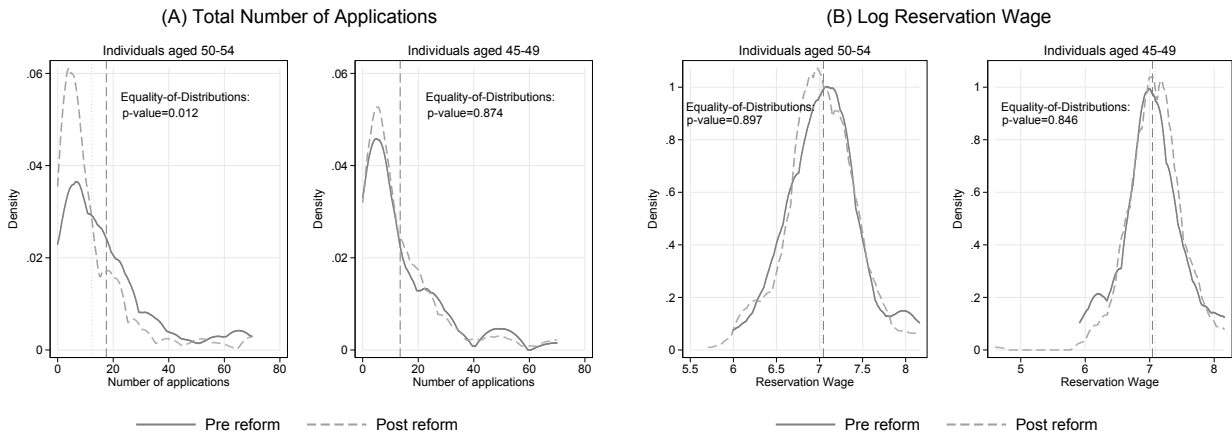 (A) Total Number of Applications
Individuals aged 50-54
.06
.04
.02
0
Density
Equality-of-Distributions:
p-value=0.012
0 20 40 60 80
Number of applications
Individuals aged 45-49
.06
.04
.02
0
Density
Equality-of-Distributions:
p-value=0.874
0 20 40 60 80
Number of applications
Pre reform Post reform
(B) Log Reservation Wage
Individuals aged 50-54
1
.8
.6
.4
.2
0
Density
Equality-of-Distributions:
p-value=0.897
5.5 6 6.5 7 7.5 8
Reservation Wage
Individuals aged 45-49
1
.8
.6
.4
.2
0
Density
Equality-of-Distributions:
p-value=0.846
5 6 7 8
Reservation Wage
Pre reform Post reform